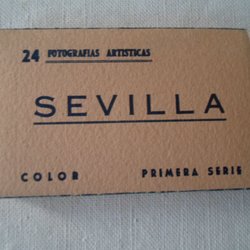 24 FOTOGRAFIAS ARTISTICAS
SEVILLA
COLOR PRIMERA SERIE